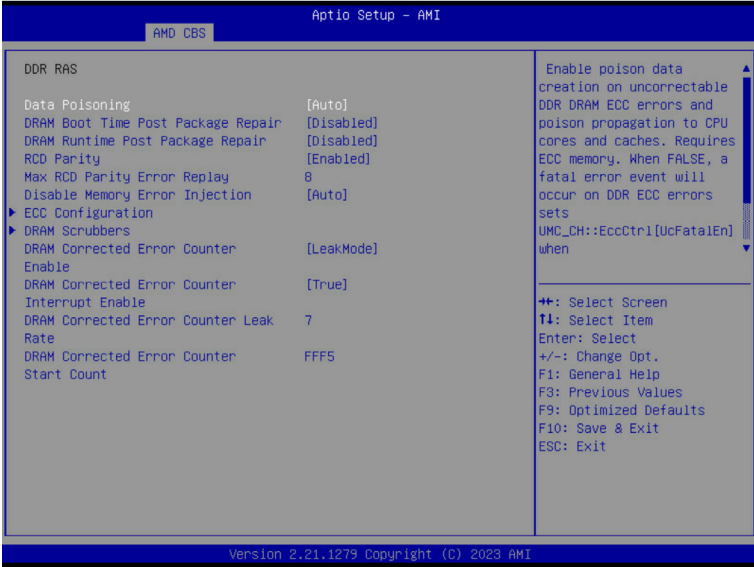 Aptio Setup - AMI
AMD CBS
DDR RAS
Data Poisoning [Auto]
DRAM Boot Time Post Package Repair [Disabled]
DRAM Runtime Post Package Repair [Disabled]
RCD Parity [Enabled]
Max RCD Parity Error Replay 8
Disable Memory Error Injection [Auto]
ECC Configuration
DRAM Scrubbers
DRAM Corrected Error Counter [LeakMode]
Enable
DRAM Corrected Error Counter [True]
Interrupt Enable
DRAM Corrected Error Counter Leak 7
Rate
DRAM Corrected Error Counter FFF5
Start Count
Enable poison data
creation on uncorrectable
DDR DRAM ECC errors and
poison propagation to CPU
cores and caches. Requires
ECC memory. When FALSE, a
fatal error event will
occur on DDR ECC errors
sets
UMC_CH::EccCtrl[UcFatalEn]
when
→←: Select Screen
↑↓: Select Item
Enter: Select
+/-: Change Opt.
F1: General Help
F3: Previous Values
F9: Optimized Defaults
F10: Save & Exit
ESC: Exit
Version 2.21.1279 Copyright (C) 2023 AMI